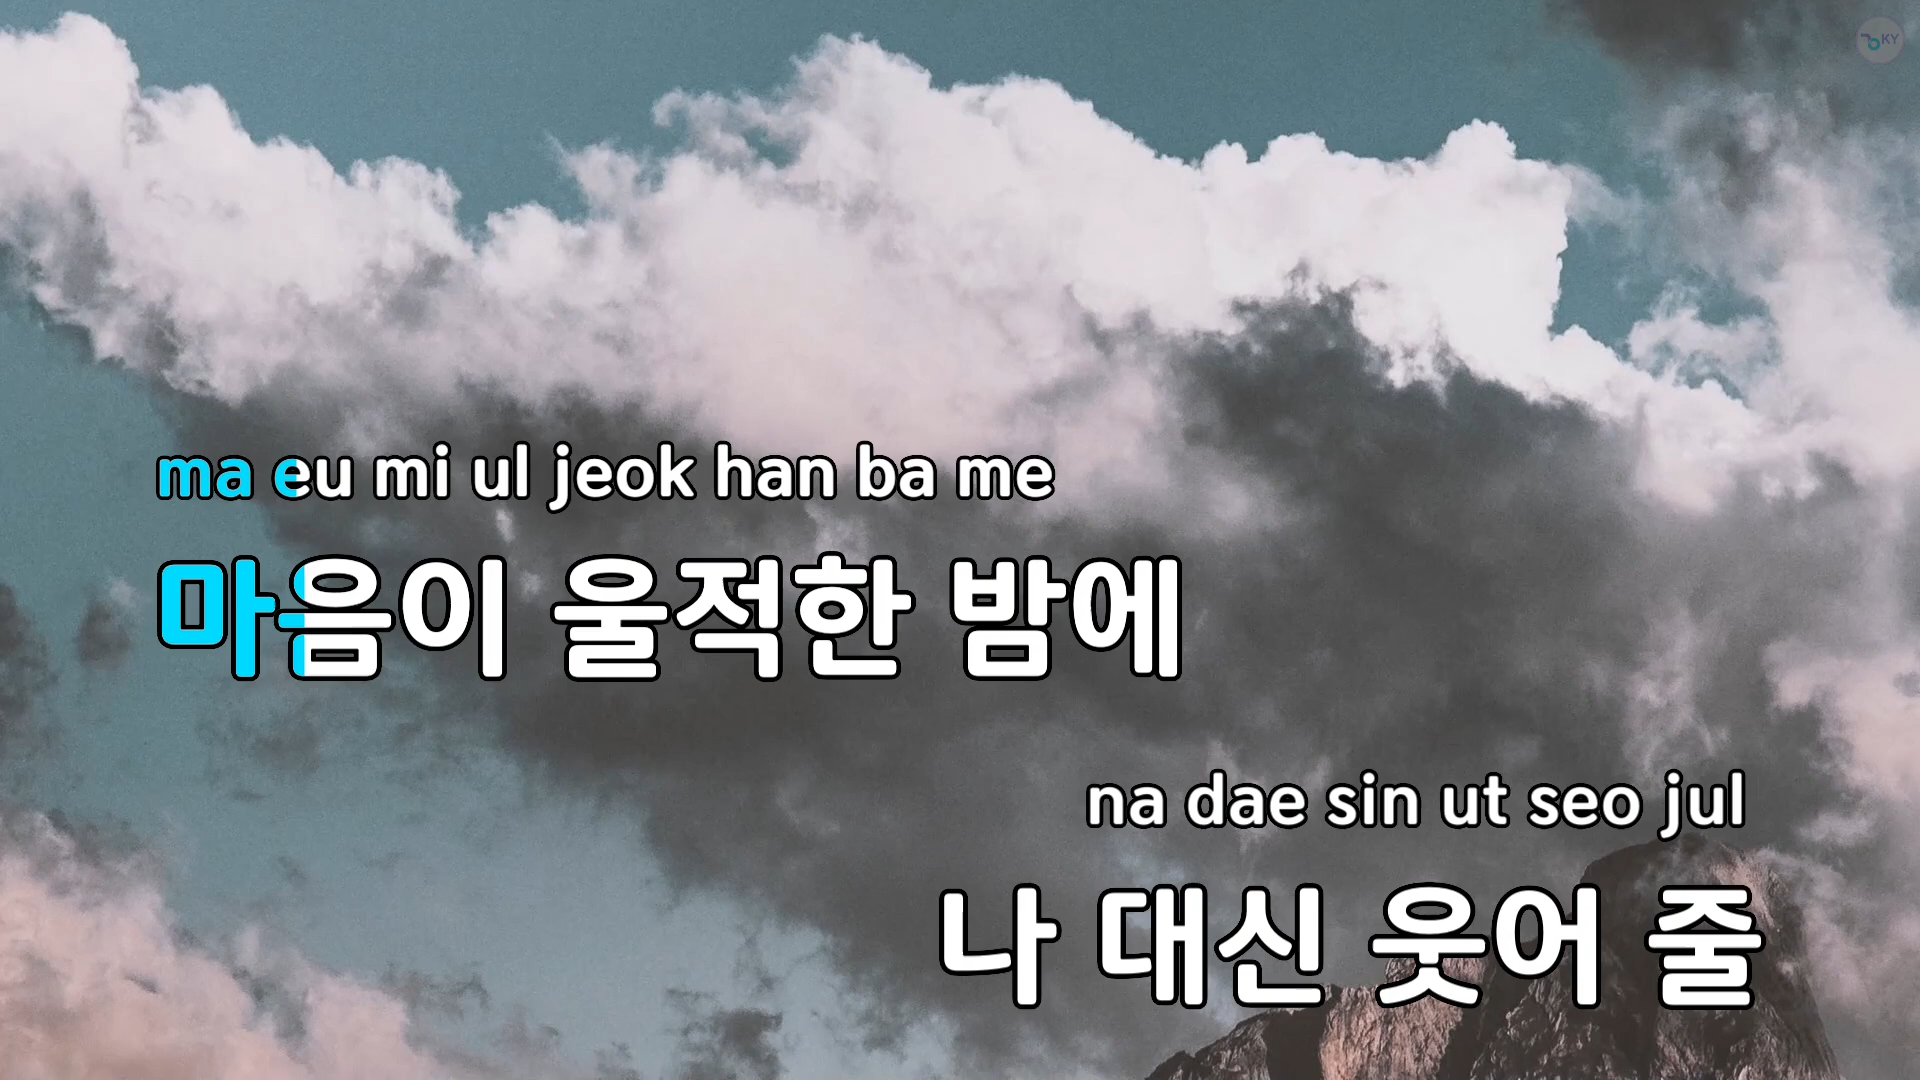 KY
ma eu mi ul jeok han ba me
마음이 울적한 밤에
na dae sin ut seo jul
나 대신 웃어 줄